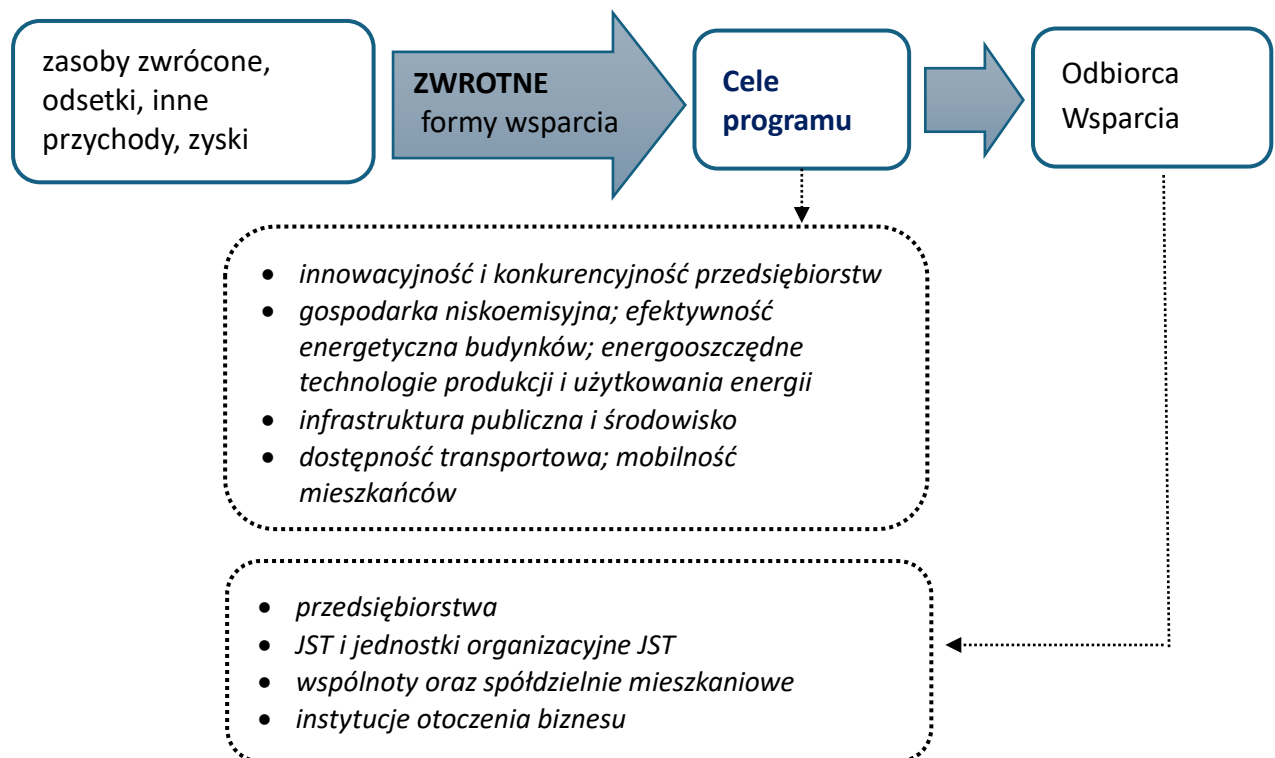 zasoby zwrócone,
odsetki, inne
przychody, zyski
ZWROTNE
formy wsparcia
Cele
programu
Odbiorca
Wsparcia
• innowacyjność i konkurencyjność przedsiębiorstw
• gospodarka niskoemisyjna; efektywność
energetyczna budynków; energooszczędne
technologie produkcji i użytkowania energii
• infrastruktura publiczna i środowisko
• dostępność transportowa; mobilność
mieszkańców
• przedsiębiorstwa
• JST i jednostki organizacyjne JST
• wspólnoty oraz spółdzielnie mieszkaniowe
• instytucje otoczenia biznesu